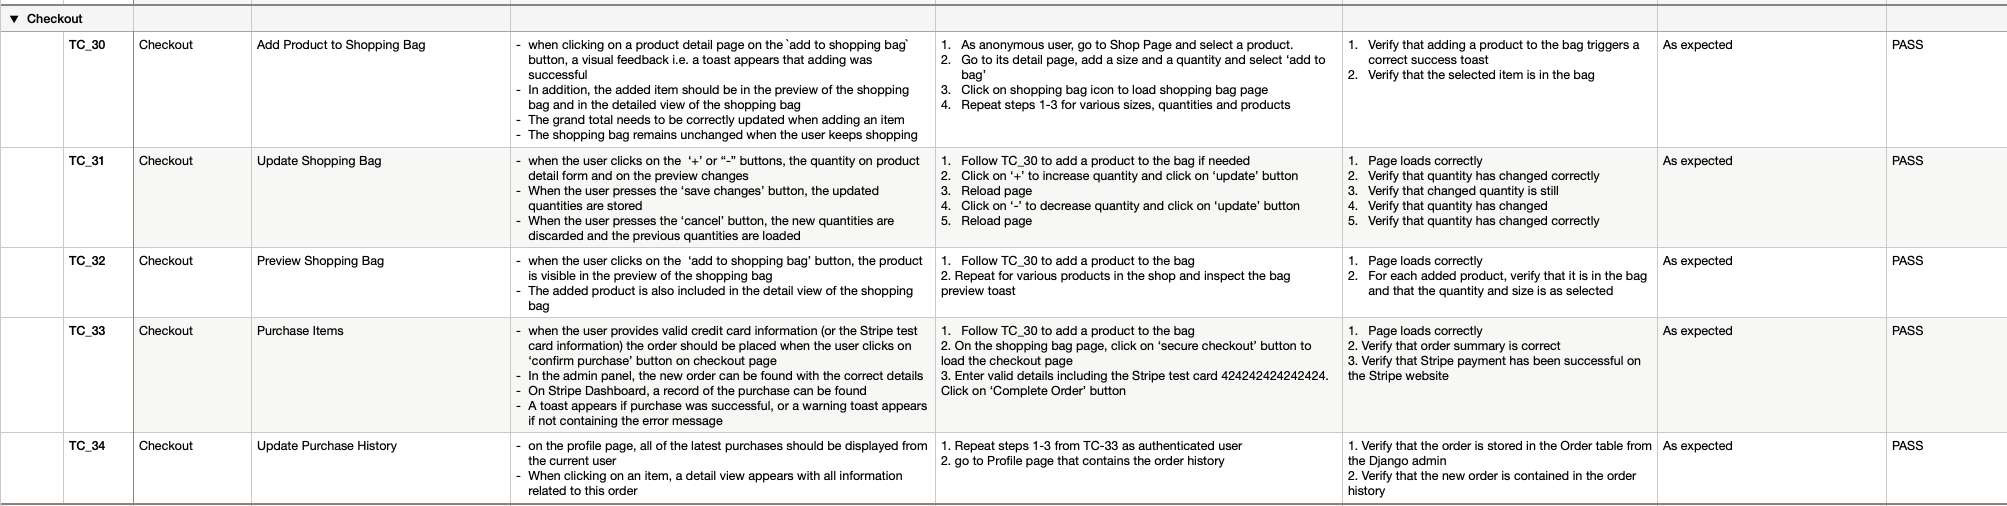 ▼ Checkout
TC_30
Checkout
Add Product to Shopping Bag
- when clicking on a product detail page on the `add to shopping bag`
button, a visual feedback i.e. a toast appears that adding was
successful
- In addition, the added item should be in the preview of the shopping
bag and in the detailed view of the shopping bag
- The grand total needs to be correctly updated when adding an item
- The shopping bag remains unchanged when the user keeps shopping
1. As anonymous user, go to Shop Page and select a product.
2. Go to its detail page, add a size and a quantity and select ‘add to
bag’
3. Click on shopping bag icon to load shopping bag page
4. Repeat steps 1-3 for various sizes, quantities and products
1. Verify that adding a product to the bag triggers a
correct success toast
2. Verify that the selected item is in the bag
As expected
PASS
TC_31
Checkout
Update Shopping Bag
- when the user clicks on the ‘+’ or “-” buttons, the quantity on product
detail form and on the preview changes
- When the user presses the ‘save changes’ button, the updated
quantities are stored
- When the user presses the ‘cancel’ button, the new quantities are
discarded and the previous quantities are loaded
1. Follow TC_30 to add a product to the bag if needed
2. Click on ‘+’ to increase quantity and click on ‘update’ button
3. Reload page
4. Click on ‘-’ to decrease quantity and click on ‘update’ button
5. Reload page
1. Page loads correctly
2. Verify that quantity has changed correctly
3. Verify that changed quantity is still
4. Verify that quantity has changed
5. Verify that quantity has changed correctly
As expected
PASS
TC_32
Checkout
Preview Shopping Bag
- when the user clicks on the ‘add to shopping bag’ button, the product
is visible in the preview of the shopping bag
- The added product is also included in the detail view of the shopping
bag
1. Follow TC_30 to add a product to the bag
2. Repeat for various products in the shop and inspect the bag
preview toast
1. Page loads correctly
2. For each added product, verify that it is in the bag
and that the quantity and size is as selected
As expected
PASS
TC_33
Checkout
Purchase Items
- when the user provides valid credit card information (or the Stripe test
card information) the order should be placed when the user clicks on
‘confirm purchase’ button on checkout page
- In the admin panel, the new order can be found with the correct details
- On Stripe Dashboard, a record of the purchase can be found
- A toast appears if purchase was successful, or a warning toast appears
if not containing the error message
1. Follow TC_30 to add a product to the bag
2. On the shopping bag page, click on ‘secure checkout’ button to
load the checkout page
3. Enter valid details including the Stripe test card 424242424242424.
Click on ‘Complete Order’ button
1. Page loads correctly
2. Verify that order summary is correct
3. Verify that Stripe payment has been successful on
the Stripe website
As expected
PASS
TC_34
Checkout
Update Purchase History
- on the profile page, all of the latest purchases should be displayed from
the current user
- When clicking on an item, a detail view appears with all information
related to this order
1. Repeat steps 1-3 from TC-33 as authenticated user
2. go to Profile page that contains the order history
1. Verify that the order is stored in the Order table from
the Django admin
2. Verify that the new order is contained in the order
history
As expected
PASS